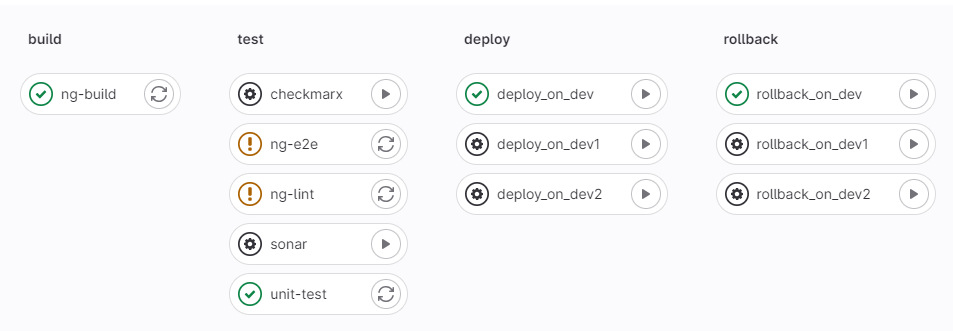 build
ng-build
test
checkmarx
ng-e2e
ng-lint
sonar
unit-test
deploy
deploy_on_dev
deploy_on_dev1
deploy_on_dev2
rollback
rollback_on_dev
rollback_on_dev1
rollback_on_dev2